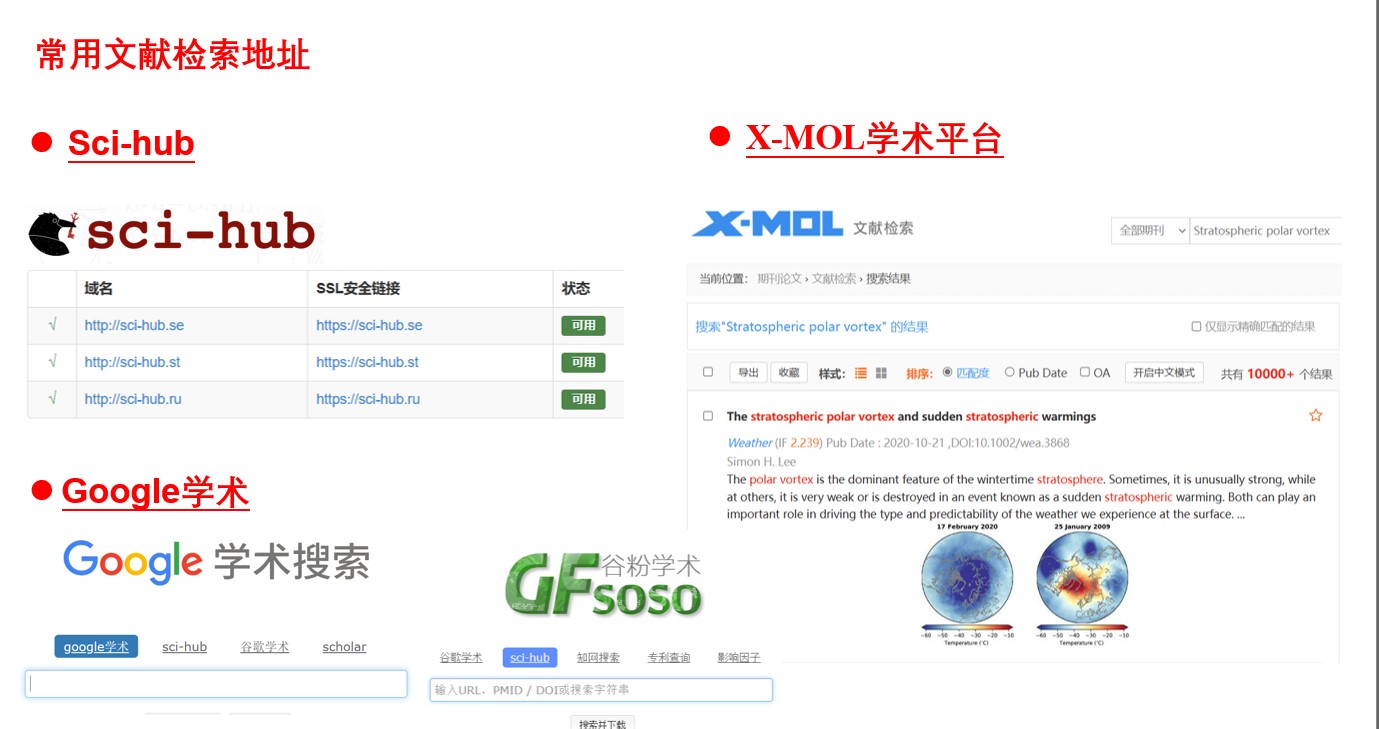 常用文献检索地址
Sci-hub
sci-hub
域名 SSL安全链接 状态
√ http://sci-hub.se https://sci-hub.se 可用
√ http://sci-hub.st https://sci-hub.st 可用
√ http://sci-hub.ru https://sci-hub.ru 可用
Google学术
Google 学术搜索
google学术 sci-hub 谷歌学术 scholar
谷粉学术
GFsoso
谷歌学术 sci-hub 知网搜索 专利查询 影响因子
输入URL、PMID / DOI或搜索字符串
搜索并下载
X-MOL学术平台
X-MOL 文献检索
全部期刊 Stratospheric polar vortex
当前位置： 期刊论文 › 文献检索 › 搜索结果
搜索"Stratospheric polar vortex" 的结果 仅显示精确匹配的结果
导出 收藏 样式: 排序: 匹配度 Pub Date OA 开启中文模式 共有 10000+ 个结果
The stratospheric polar vortex and sudden stratospheric warmings
Weather (IF 2.239) Pub Date : 2020-10-21 ,DOI:10.1002/wea.3868
Simon H. Lee
The polar vortex is the dominant feature of the wintertime stratosphere. Sometimes, it is unusually strong, while
at others, it is very weak or is destroyed in an event known as a sudden stratospheric warming. Both can play an
important role in driving the type and predictability of the weather we experience at the surface. ...
17 February 2020 25 January 2009
−60 −50 −40 −30 −20 −10 −60 −50 −40 −30 −20 −10
Temperature (°C) Temperature (°C)